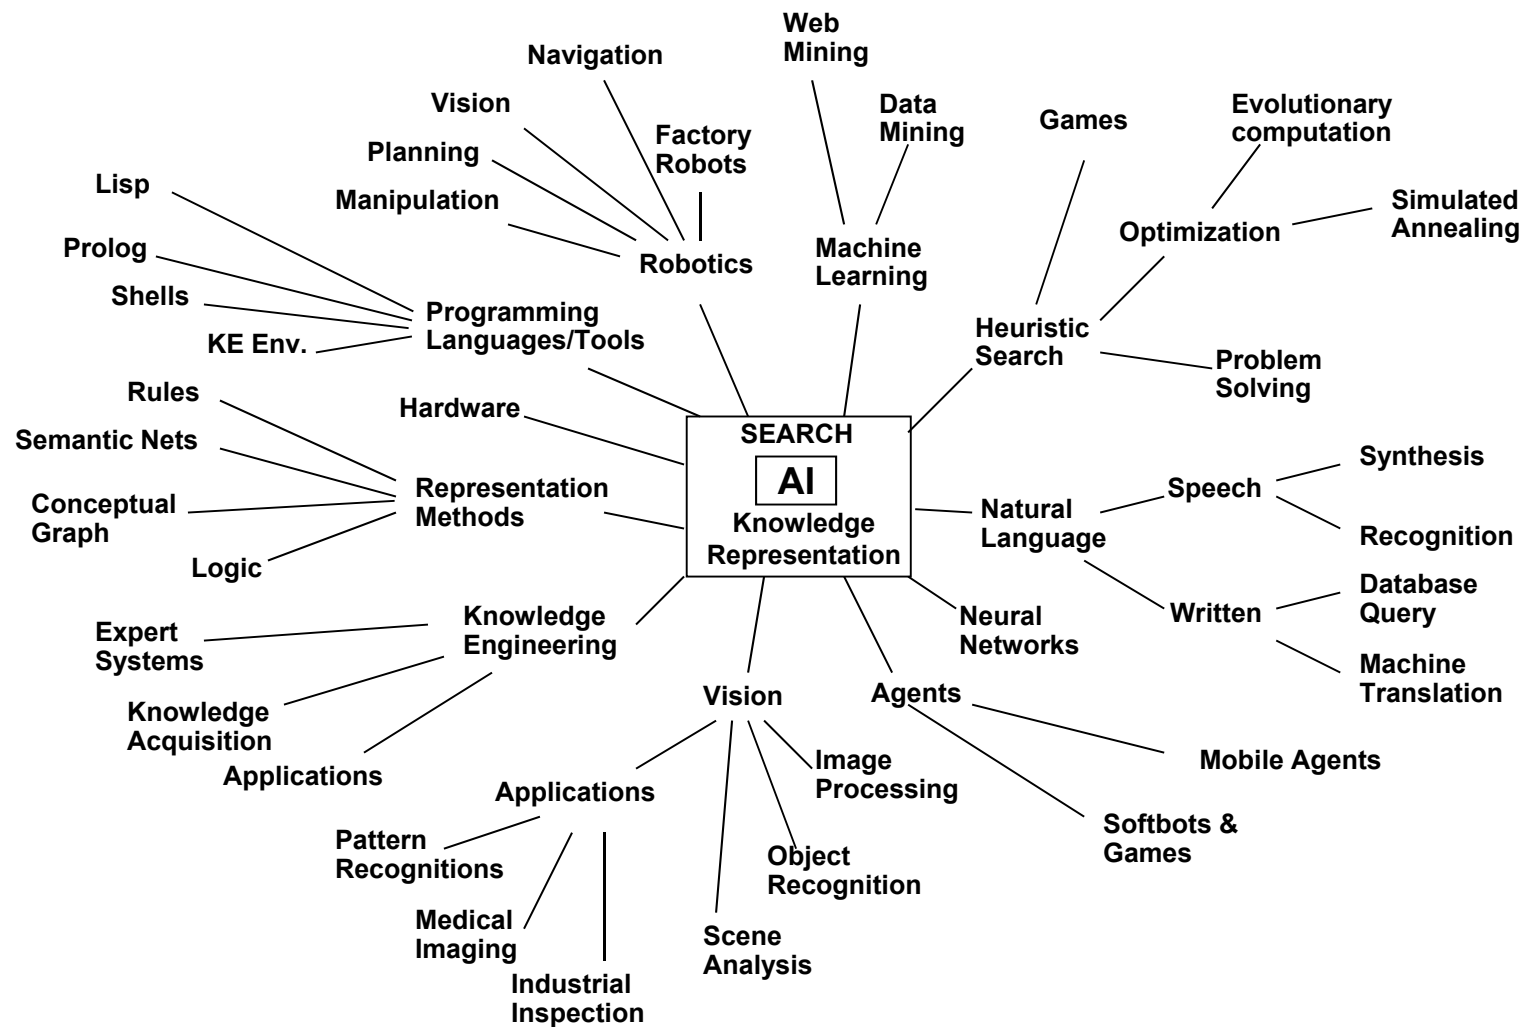 Web
Mining
Navigation
Vision
Data
Mining
Games
Evolutionary
computation
Factory
Robots
Planning
Lisp
Manipulation
Simulated
Annealing
Optimization
Prolog
Machine
Learning
Robotics
Shells
Programming
Languages/Tools
KE Env.
Heuristic
Search
Problem
Solving
Rules
Hardware
Semantic Nets
SEARCH
AI
Knowledge
Representation
Representation
Methods
Conceptual
Graph
Logic
Natural
Language
Speech
Synthesis
Recognition
Written
Database
Query
Machine
Translation
Neural
Networks
Knowledge
Engineering
Expert
Systems
Knowledge
Acquisition
Applications
Vision
Agents
Mobile Agents
Softbots &
Games
Image
Processing
Applications
Object
Recognition
Pattern
Recognitions
Medical
Imaging
Scene
Analysis
Industrial
Inspection